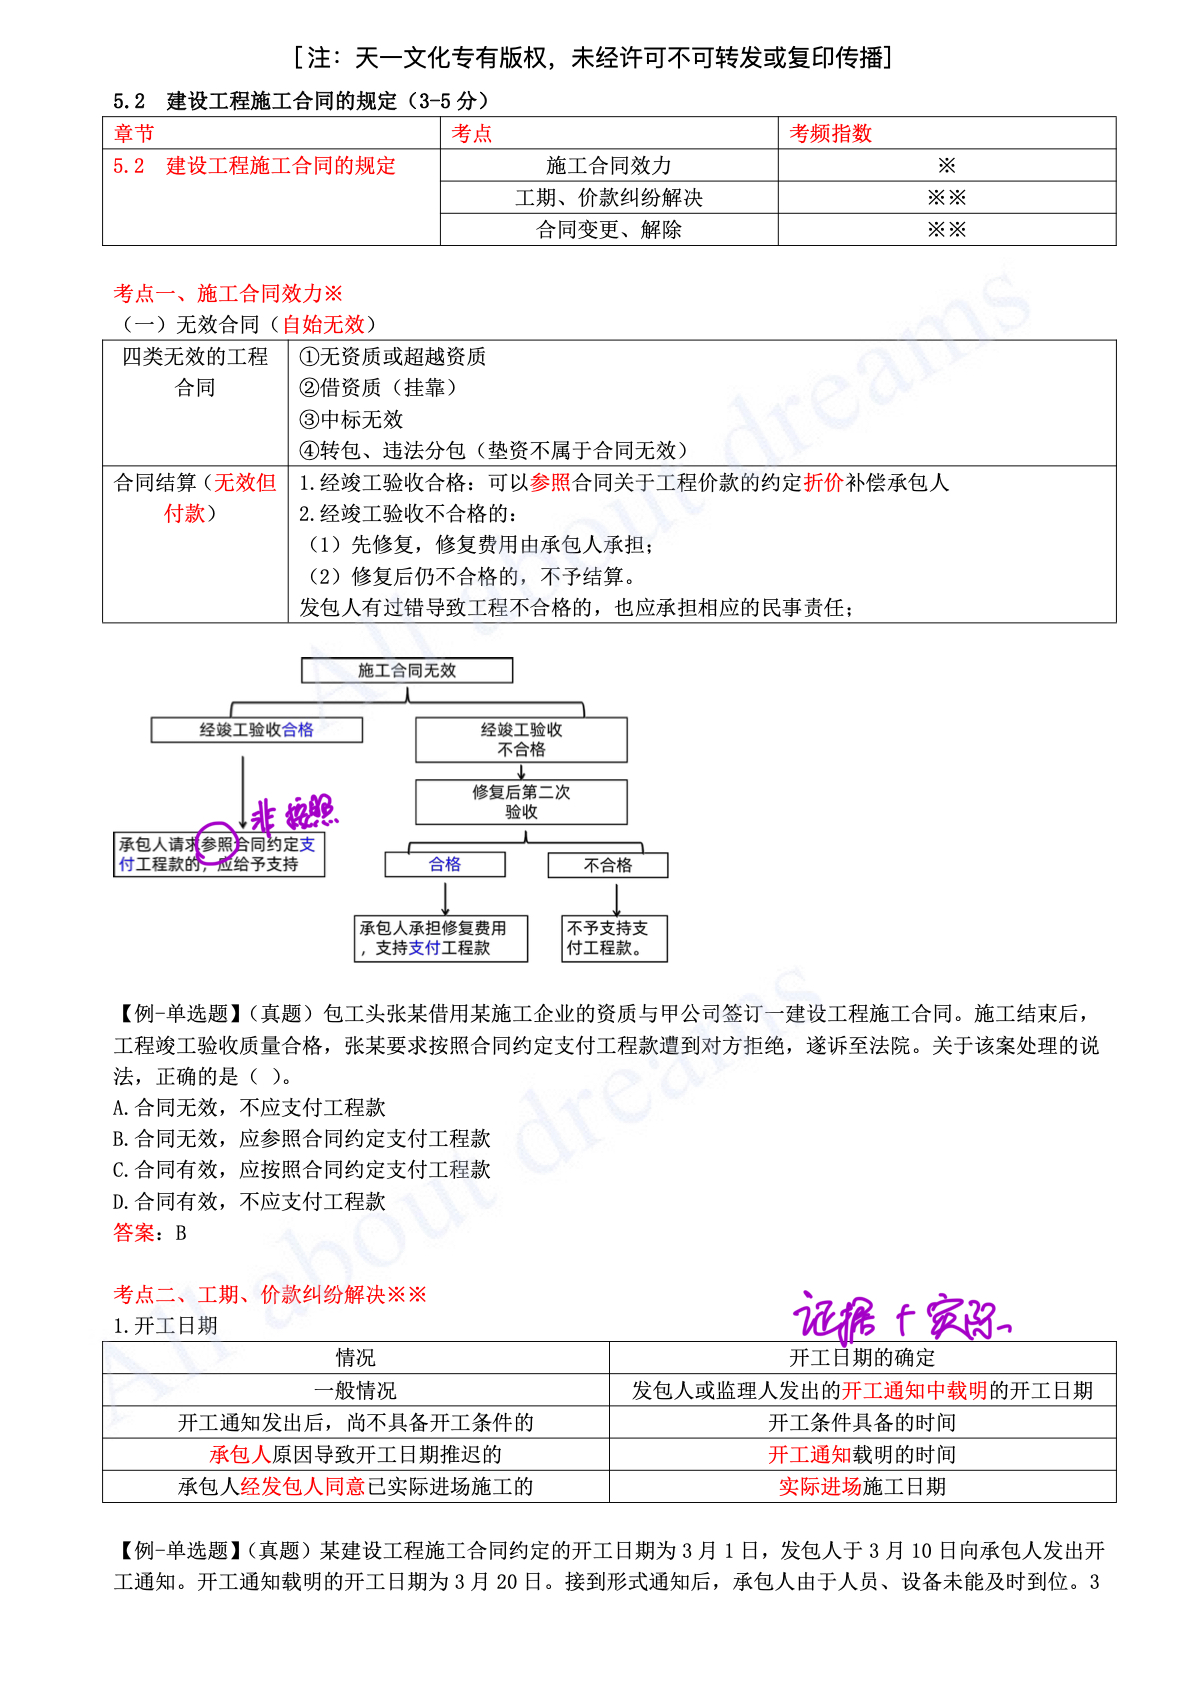 [注：天一文化专有版权，未经许可不可转发或复印传播]
5.2 建设工程施工合同的规定（3-5 分）
章节 考点 考频指数
5.2 建设工程施工合同的规定 施工合同效力 ※
工期、价款纠纷解决 ※※
合同变更、解除 ※※
考点一、施工合同效力※
（一）无效合同（自始无效）
四类无效的工程合同
①无资质或超越资质
②借资质（挂靠）
③中标无效
④转包、违法分包（垫资不属于合同无效）
合同结算（无效但付款）
1.经竣工验收合格：可以参照合同关于工程价款的约定折价补偿承包人
2.经竣工验收不合格的：
（1）先修复，修复费用由承包人承担；
（2）修复后仍不合格的，不予结算。
发包人有过错导致工程不合格的，也应承担相应的民事责任；
施工合同无效
经竣工验收合格
经竣工验收
不合格
修复后第二次
验收
非按照
承包人请求参照合同约定支
付工程款的，应给予支持
合格
不合格
承包人承担修复费用
，支持支付工程款
不予支持支
付工程款。
【例-单选题】（真题）包工头张某借用某施工企业的资质与甲公司签订一建设工程施工合同。施工结束后，
工程竣工验收质量合格，张某要求按照合同约定支付工程款遭到对方拒绝，遂诉至法院。关于该案处理的说
法，正确的是（ ）。
A.合同无效，不应支付工程款
B.合同无效，应参照合同约定支付工程款
C.合同有效，应按照合同约定支付工程款
D.合同有效，不应支付工程款
答案：B
考点二、工期、价款纠纷解决※※
1.开工日期
证据+实际
情况 开工日期的确定
一般情况 发包人或监理人发出的开工通知中载明的开工日期
开工通知发出后，尚不具备开工条件的 开工条件具备的时间
承包人原因导致开工日期推迟的 开工通知载明的时间
承包人经发包人同意已实际进场施工的 实际进场施工日期
【例-单选题】（真题）某建设工程施工合同约定的开工日期为 3 月 1 日，发包人于 3 月 10 日向承包人发出开
工通知。开工通知载明的开工日期为 3 月 20 日。接到形式通知后，承包人由于人员、设备未能及时到位。3
All about dreams
All about dreams